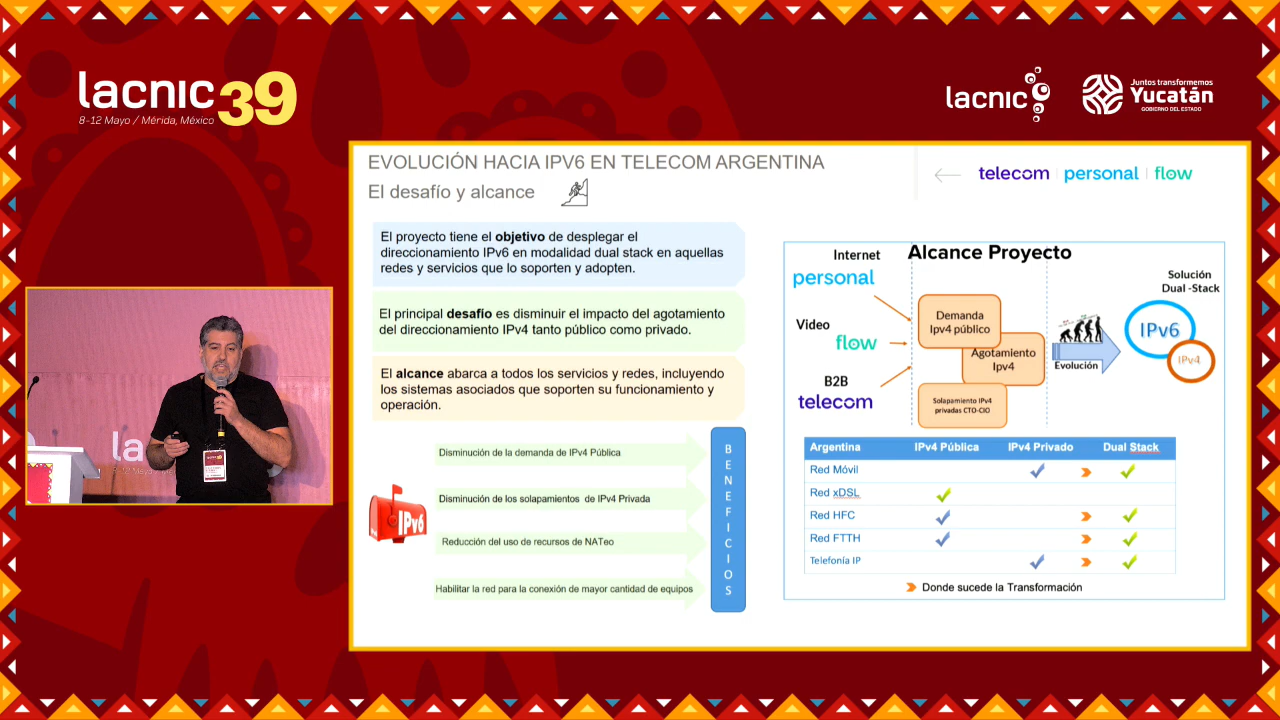 lacnic39
8-12 Mayo / Mérida, México
lacnic
Juntos transformemos
Yucatán
GOBIERNO DEL ESTADO
EVOLUCIÓN HACIA IPV6 EN TELECOM ARGENTINA
El desafío y alcance
telecom personal flow
El proyecto tiene el objetivo de desplegar el
direccionamiento IPv6 en modalidad dual stack en aquellas
redes y servicios que lo soporten y adopten.
El principal desafío es disminuir el impacto del agotamiento
del direccionamiento IPv4 tanto público como privado.
El alcance abarca a todos los servicios y redes, incluyendo
los sistemas asociados que soporten su funcionamiento y
operación.
IPv6
Disminución de la demanda de IPv4 Pública
Disminución de los solapamientos de IPv4 Privada
Reducción del uso de recursos de NATeo
Habilitar la red para la conexión de mayor cantidad de equipos
BENEFICIOS
Alcance Proyecto
Internet
personal
Video
flow
B2B
telecom
Demanda
Ipv4 público
Agotamiento
Ipv4
Solapamiento IPv4
privadas CTO-CIO
Evolución
Solución
Dual -Stack
IPv6
IPv4
Argentina IPv4 Pública IPv4 Privado Dual Stack
Red Móvil
Red xDSL
Red HFC
Red FTTH
Telefonía IP
Donde sucede la Transformación